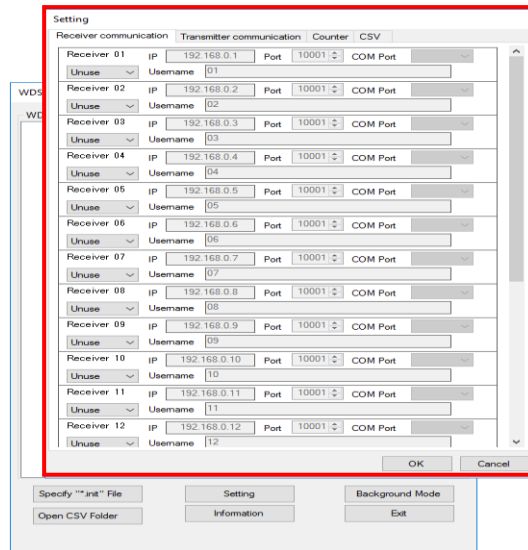 Setting
Receiver communication Transmitter communication Counter CSV
Receiver 01 IP 192.168.0.1 Port 10001 COM Port
Unuse Username 01
Receiver 02 IP 192.168.0.2 Port 10001 COM Port
Unuse Username 02
Receiver 03 IP 192.168.0.3 Port 10001 COM Port
Unuse Username 03
Receiver 04 IP 192.168.0.4 Port 10001 COM Port
Unuse Username 04
Receiver 05 IP 192.168.0.5 Port 10001 COM Port
Unuse Username 05
Receiver 06 IP 192.168.0.6 Port 10001 COM Port
Unuse Username 06
Receiver 07 IP 192.168.0.7 Port 10001 COM Port
Unuse Username 07
Receiver 08 IP 192.168.0.8 Port 10001 COM Port
Unuse Username 08
Receiver 09 IP 192.168.0.9 Port 10001 COM Port
Unuse Username 09
Receiver 10 IP 192.168.0.10 Port 10001 COM Port
Unuse Username 10
Receiver 11 IP 192.168.0.11 Port 10001 COM Port
Unuse Username 11
Receiver 12 IP 192.168.0.12 Port 10001 COM Port
Unuse Username 12
OK Cancel
WDS
WD
Specify "*.init" File Setting Background Mode
Open CSV Folder Information Exit